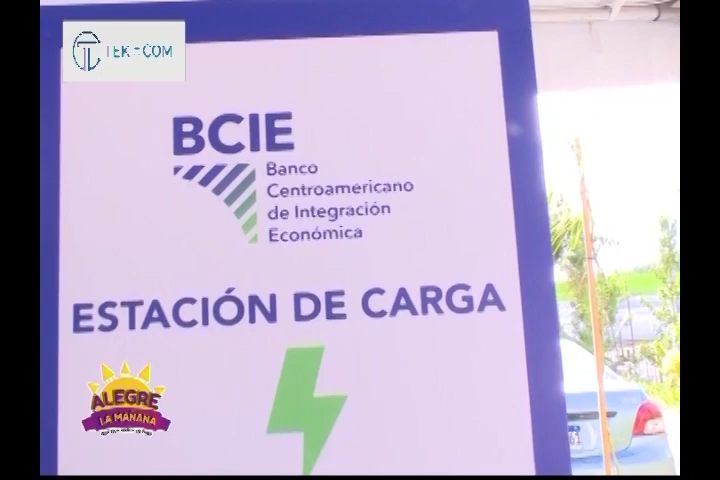 TEK-COM
BCIE
Banco
Centroamericano
de Integración
Económica
ESTACIÓN DE CARGA
ALEGRE
LA MAÑANA